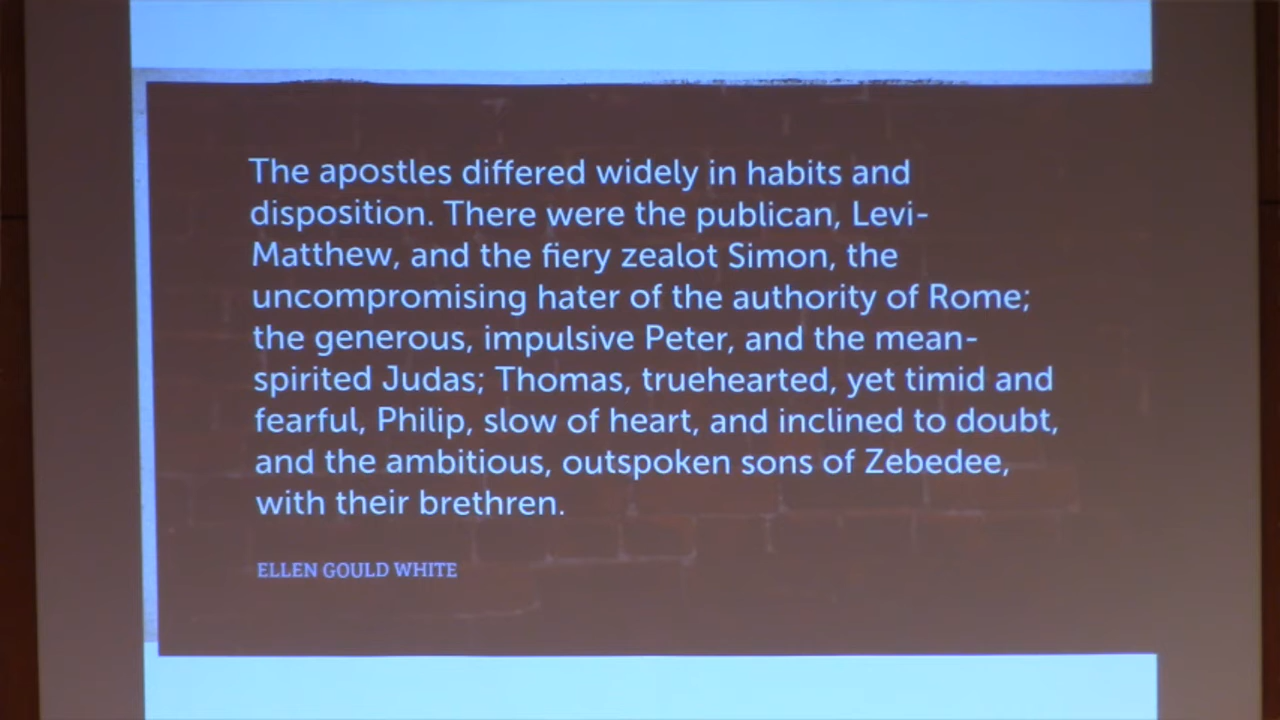 The apostles differed widely in habits and
disposition. There were the publican, Levi-
Matthew, and the fiery zealot Simon, the
uncompromising hater of the authority of Rome;
the generous, impulsive Peter, and the mean-
spirited Judas; Thomas, truehearted, yet timid and
fearful, Philip, slow of heart, and inclined to doubt,
and the ambitious, outspoken sons of Zebedee,
with their brethren.
ELLEN GOULD WHITE